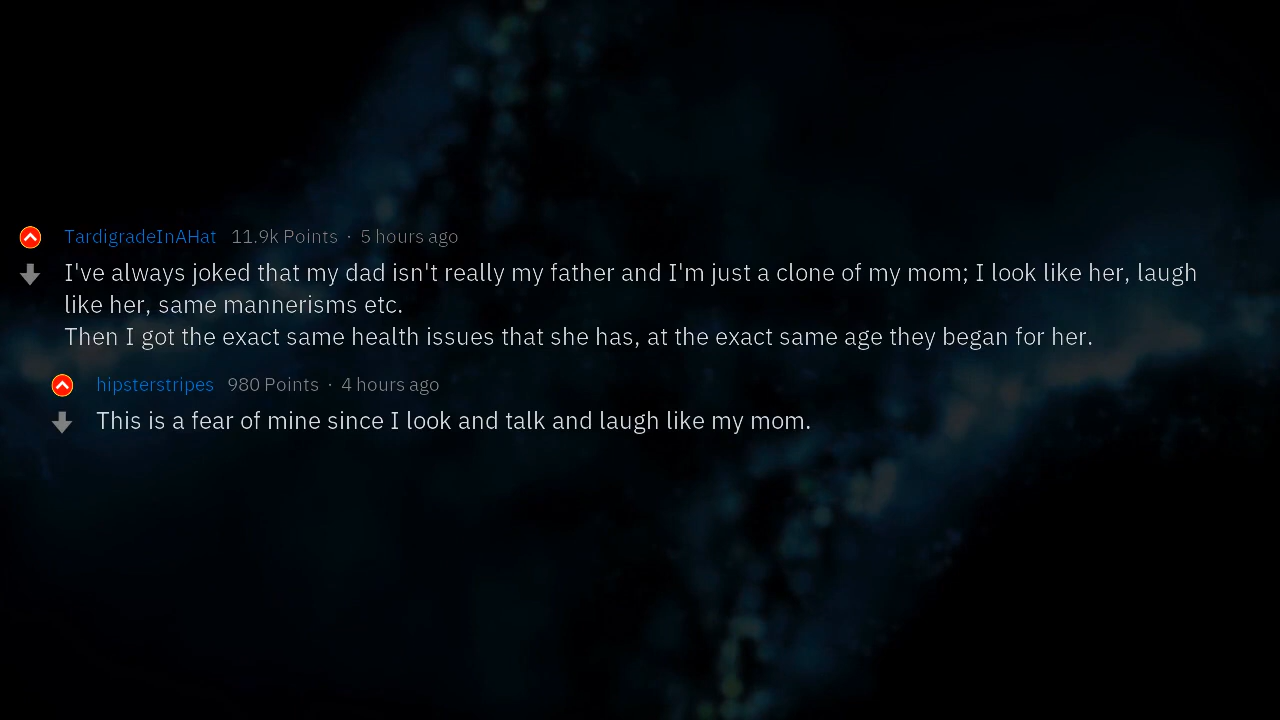 TardigradeInAHat 11.9k Points · 5 hours ago
I've always joked that my dad isn't really my father and I'm just a clone of my mom; I look like her, laugh
like her, same mannerisms etc.
Then I got the exact same health issues that she has, at the exact same age they began for her.
hipsterstripes 980 Points · 4 hours ago
This is a fear of mine since I look and talk and laugh like my mom.